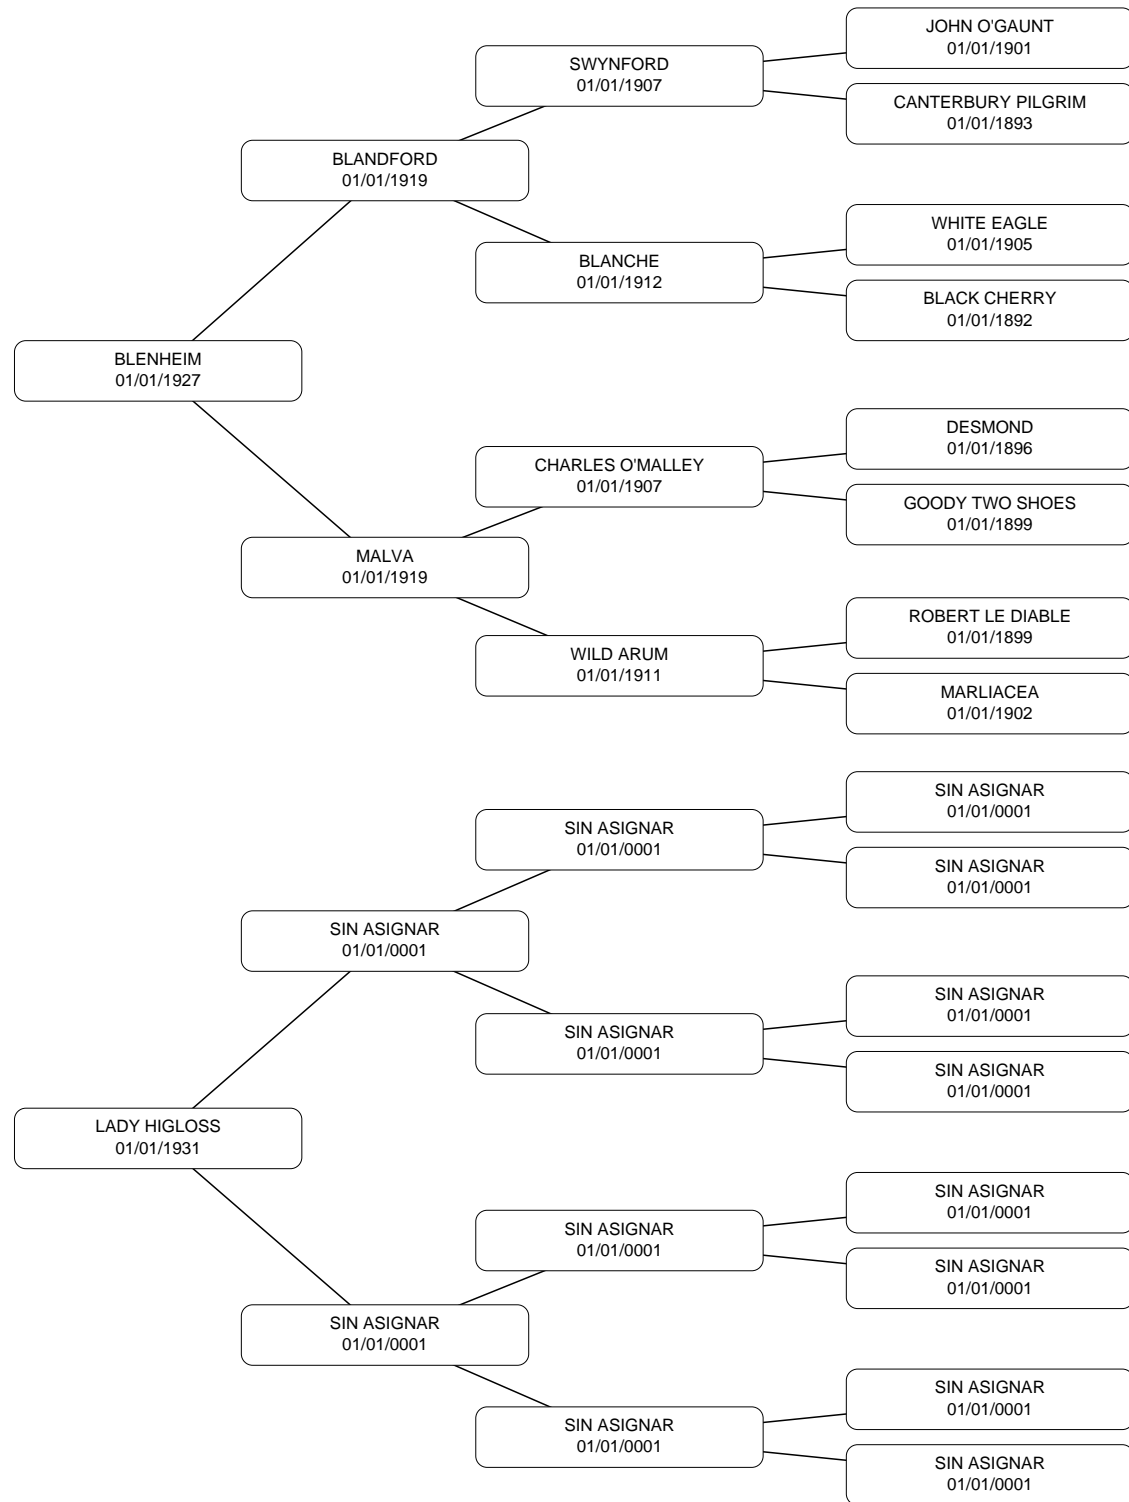 JOHN O'GAUNT
01/01/1901
SWYNFORD
01/01/1907
CANTERBURY PILGRIM
01/01/1893
BLANDFORD
01/01/1919
WHITE EAGLE
01/01/1905
BLANCHE
01/01/1912
BLACK CHERRY
01/01/1892
BLENHEIM
01/01/1927
DESMOND
01/01/1896
CHARLES O'MALLEY
01/01/1907
GOODY TWO SHOES
01/01/1899
MALVA
01/01/1919
ROBERT LE DIABLE
01/01/1899
WILD ARUM
01/01/1911
MARLIACEA
01/01/1902
SIN ASIGNAR
01/01/0001
SIN ASIGNAR
01/01/0001
SIN ASIGNAR
01/01/0001
SIN ASIGNAR
01/01/0001
SIN ASIGNAR
01/01/0001
SIN ASIGNAR
01/01/0001
SIN ASIGNAR
01/01/0001
LADY HIGLOSS
01/01/1931
SIN ASIGNAR
01/01/0001
SIN ASIGNAR
01/01/0001
SIN ASIGNAR
01/01/0001
SIN ASIGNAR
01/01/0001
SIN ASIGNAR
01/01/0001
SIN ASIGNAR
01/01/0001
SIN ASIGNAR
01/01/0001